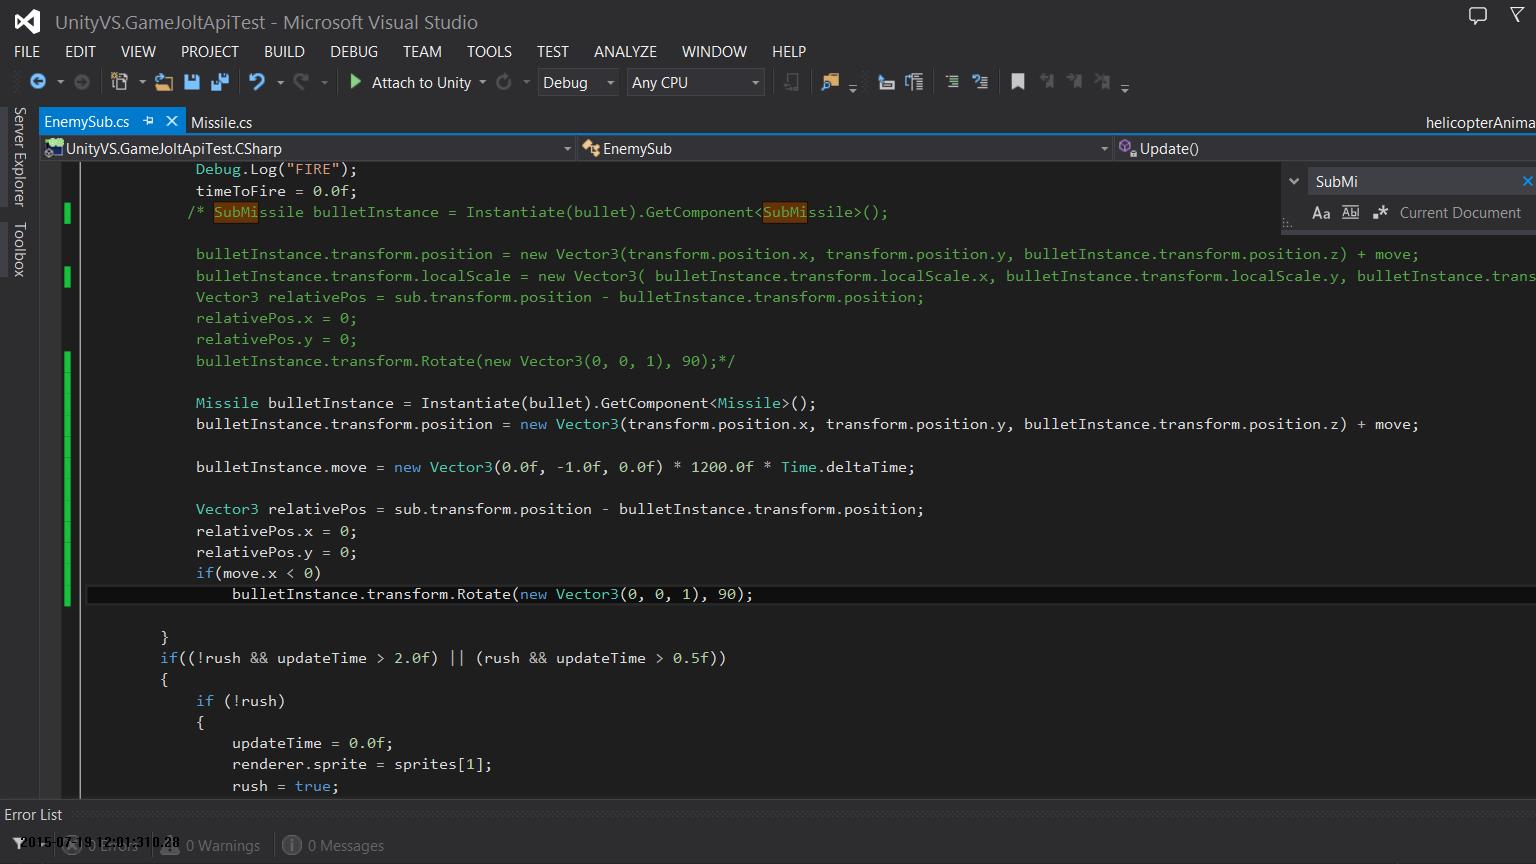 UnityVS.GameJoltApiTest - Microsoft Visual Studio
FILE EDIT VIEW PROJECT BUILD DEBUG TEAM TOOLS TEST ANALYZE WINDOW HELP
Attach to Unity Debug Any CPU
Server Explorer
Toolbox
EnemySub.cs Missile.cs helicopterAnima
UnityVS.GameJoltApiTest.CSharp EnemySub Update()
SubMi
Aa Abl .* Current Document
Debug.Log("FIRE");
timeToFire = 0.0f;
/* SubMissile bulletInstance = Instantiate(bullet).GetComponent<SubMissile>();
bulletInstance.transform.position = new Vector3(transform.position.x, transform.position.y, bulletInstance.transform.position.z) + move;
bulletInstance.transform.localScale = new Vector3( bulletInstance.transform.localScale.x, bulletInstance.transform.localScale.y, bulletInstance.trans
Vector3 relativePos = sub.transform.position - bulletInstance.transform.position;
relativePos.x = 0;
relativePos.y = 0;
bulletInstance.transform.Rotate(new Vector3(0, 0, 1), 90);*/
Missile bulletInstance = Instantiate(bullet).GetComponent<Missile>();
bulletInstance.transform.position = new Vector3(transform.position.x, transform.position.y, bulletInstance.transform.position.z) + move;
bulletInstance.move = new Vector3(0.0f, -1.0f, 0.0f) * 1200.0f * Time.deltaTime;
Vector3 relativePos = sub.transform.position - bulletInstance.transform.position;
relativePos.x = 0;
relativePos.y = 0;
if(move.x < 0)
bulletInstance.transform.Rotate(new Vector3(0, 0, 1), 90);
}
if((!rush && updateTime > 2.0f) || (rush && updateTime > 0.5f))
{
if (!rush)
{
updateTime = 0.0f;
renderer.sprite = sprites[1];
rush = true;
Error List
0 Errors 0 Warnings 0 Messages